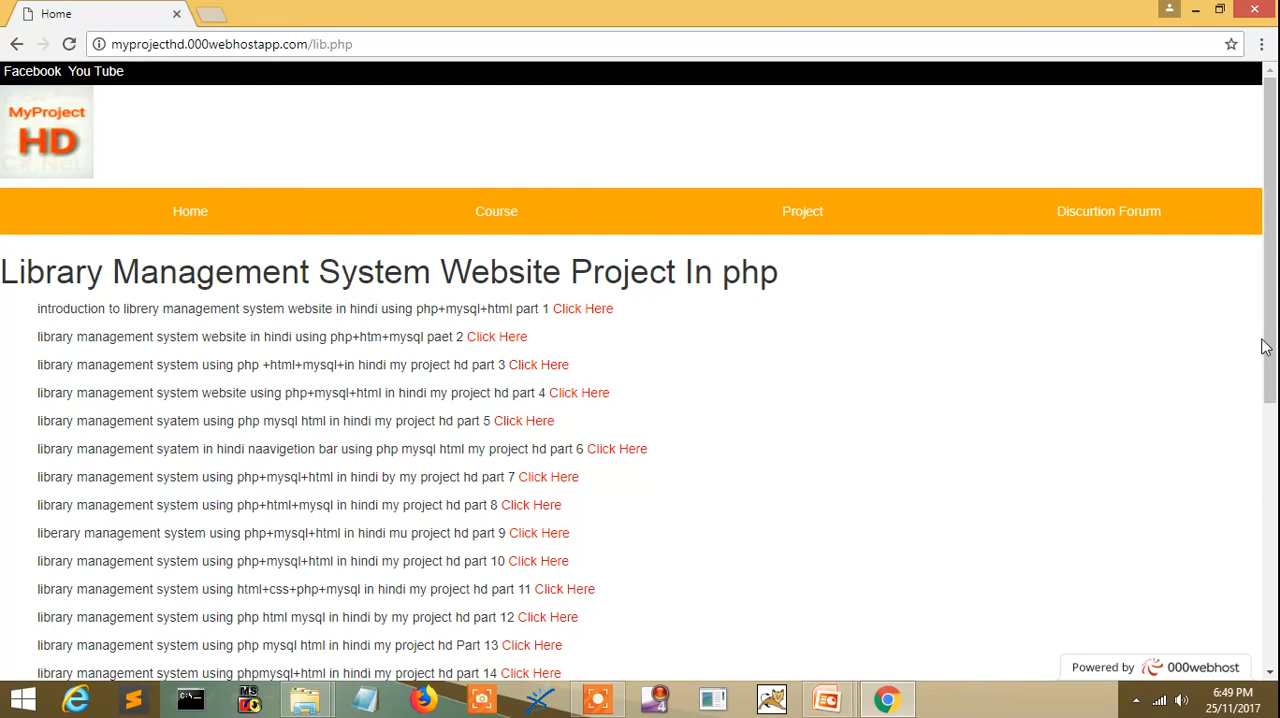 Home
myprojecthd.000webhostapp.com/lib.php
Facebook You Tube
MyProject
HD
Home Course Project Discurtion Forurm
Library Management System Website Project In php
introduction to librery management system website in hindi using php+mysql+html part 1 Click Here
library management system website in hindi using php+htm+mysql paet 2 Click Here
library management system using php +html+mysql+in hindi my project hd part 3 Click Here
library management system website using php+mysql+html in hindi my project hd part 4 Click Here
library management syatem using php mysql html in hindi my project hd part 5 Click Here
library management syatem in hindi naavigetion bar using php mysql html my project hd part 6 Click Here
library management system using php+mysql+html in hindi by my project hd part 7 Click Here
library management system using php+html+mysql in hindi my project hd part 8 Click Here
liberary management system using php+mysql+html in hindi mu project hd part 9 Click Here
library management system using php+mysql+html in hindi my project hd part 10 Click Here
library management system using html+css+php+mysql in hindi my project hd part 11 Click Here
library management system using php html mysql in hindi by my project hd part 12 Click Here
library management system using php mysql html in hindi my project hd Part 13 Click Here
library management system using phpmysql+html in hindi my project hd part 14 Click Here
Powered by 000webhost
6:49 PM
25/11/2017